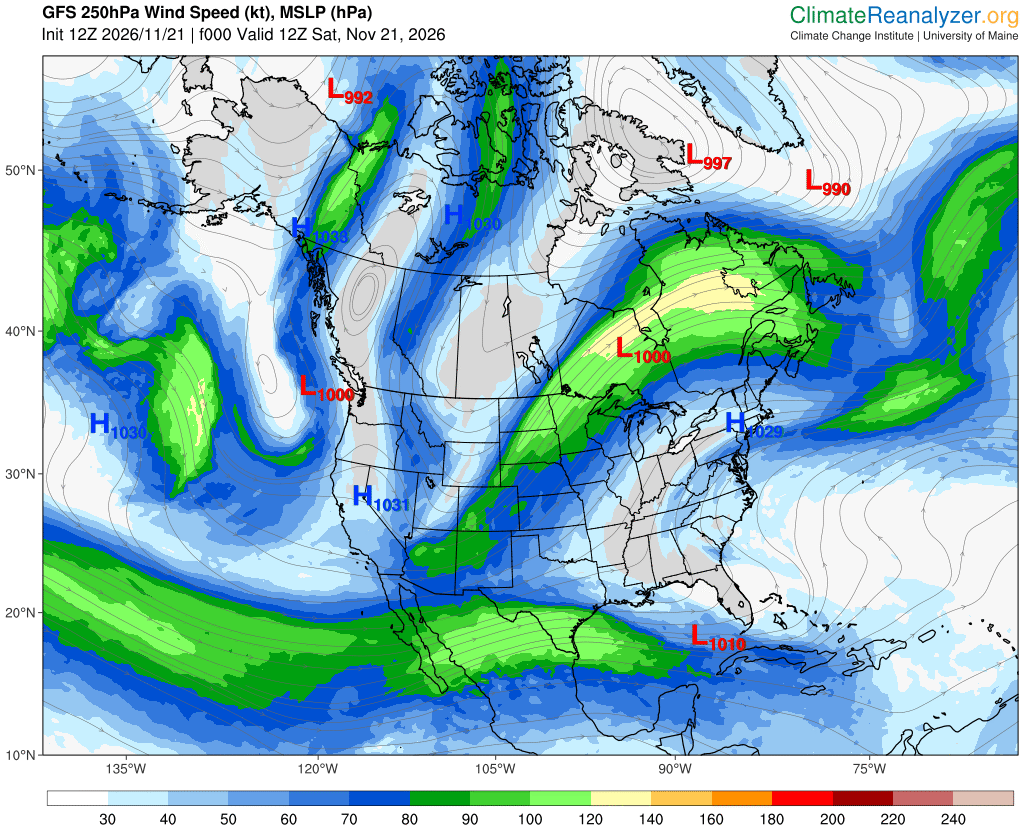 GFS 250hPa Wind Speed (kt), MSLP (hPa)
ClimateReanalyzer.org
Init 12Z 2026/11/21 | f000 Valid 12Z Sat, Nov 21, 2026
Climate Change Institute | University of Maine
L992
L997
50°N
L990
H1030
H1033
40°N
L1000
L1000
H1030
H1029
30°N
H1031
20°N
L1010
10°N
135°W 120°W 105°W 90°W 75°W
30 40 50 60 70 80 90 100 120 140 160 180 200 220 240